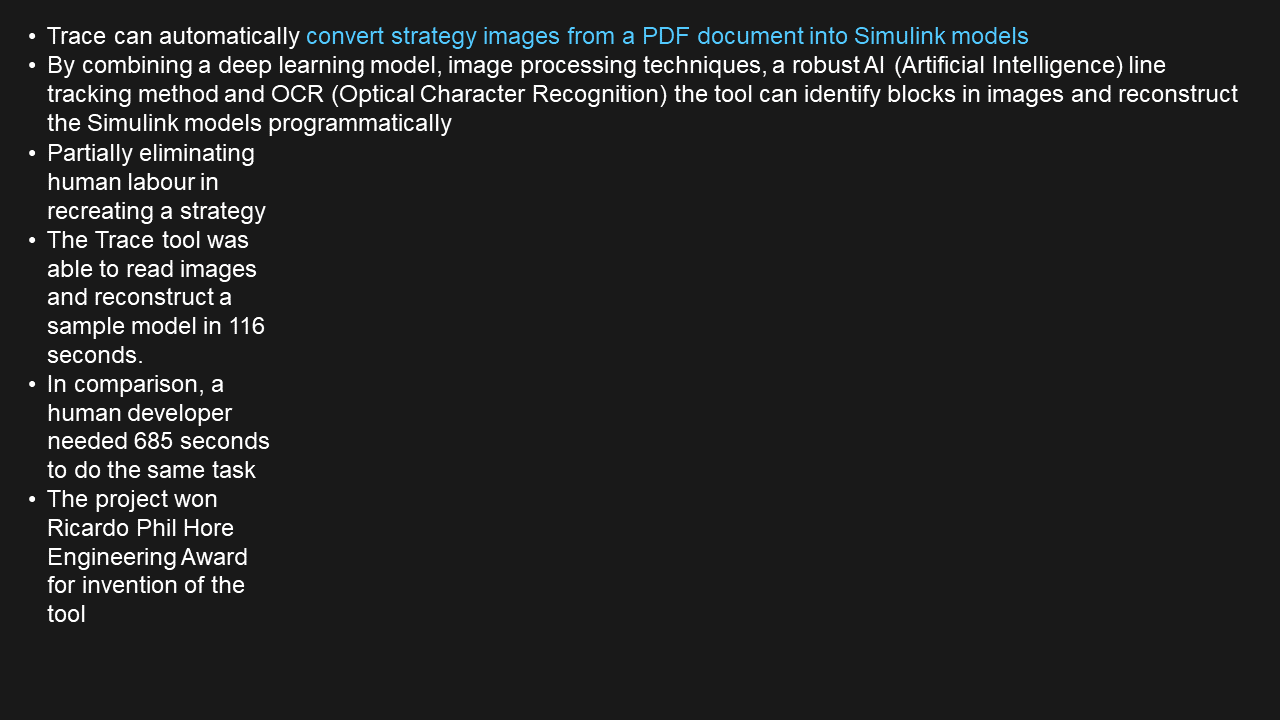 • Trace can automatically convert strategy images from a PDF document into Simulink models
• By combining a deep learning model, image processing techniques, a robust AI (Artificial Intelligence) line
tracking method and OCR (Optical Character Recognition) the tool can identify blocks in images and reconstruct
the Simulink models programmatically
• Partially eliminating
human labour in
recreating a strategy
• The Trace tool was
able to read images
and reconstruct a
sample model in 116
seconds.
• In comparison, a
human developer
needed 685 seconds
to do the same task
• The project won
Ricardo Phil Hore
Engineering Award
for invention of the
tool